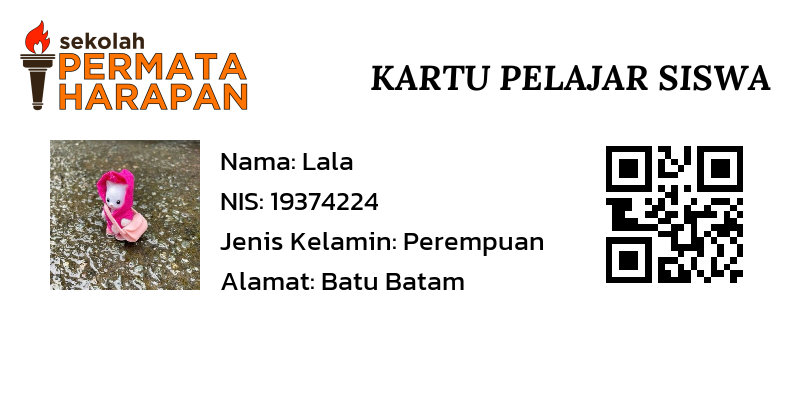 sekolah
PERMATA
HARAPAN
KARTU PELAJAR SISWA
Nama: Lala
NIS: 19374224
Jenis Kelamin: Perempuan
Alamat: Batu Batam